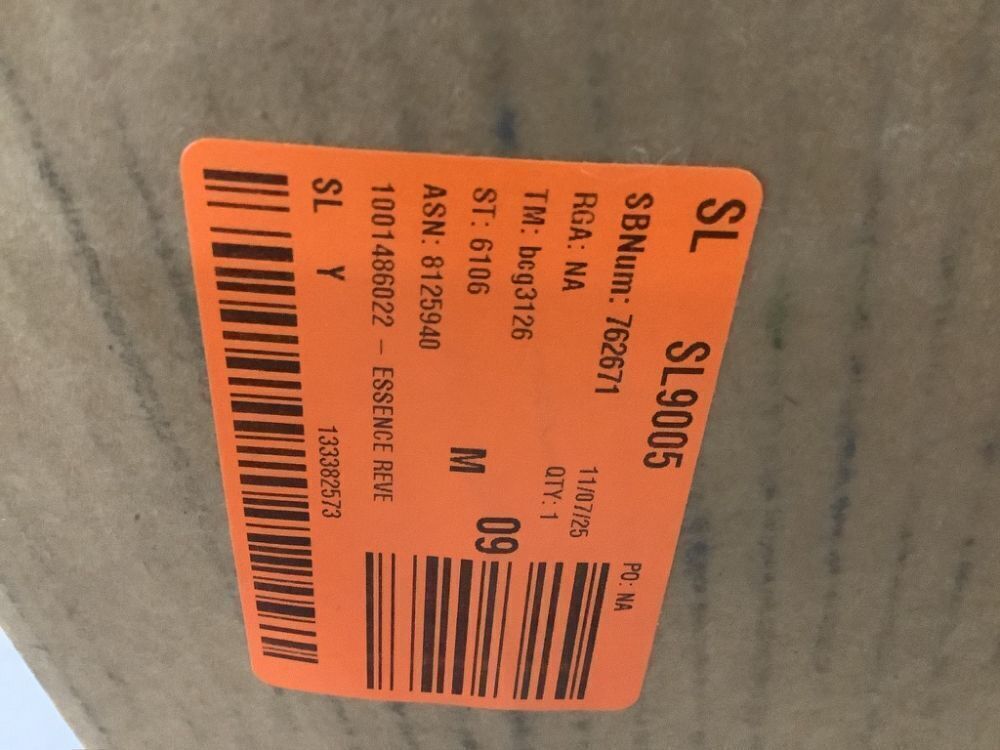 SL SL9005
SBNum: 762671 PO: NA
RGA: NA 11/07/25
TM: bcg3126 QTY: 1
ST: 6106 09
ASN: 8125940 M
1001486022 - ESSENCE REVE
SL Y 133382573